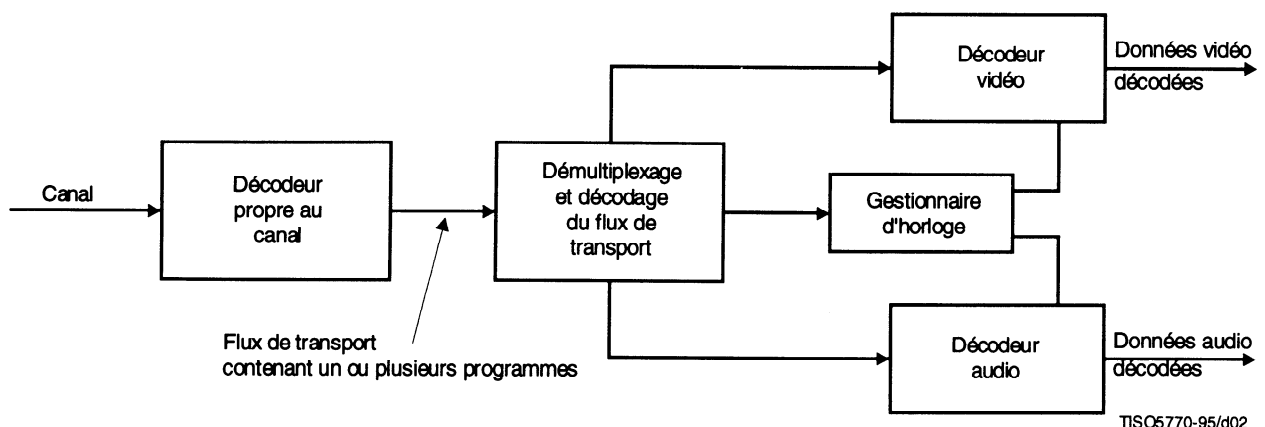 Canal
Décodeur
propre au
canal
Flux de transport
contenant un ou plusieurs programmes
Démultiplexage
et décodage
du flux de
transport
Gestionnaire
d'horloge
Décodeur
vidéo
Données vidéo
décodées
Décodeur
audio
Données audio
décodées
TISO5770-95/d02